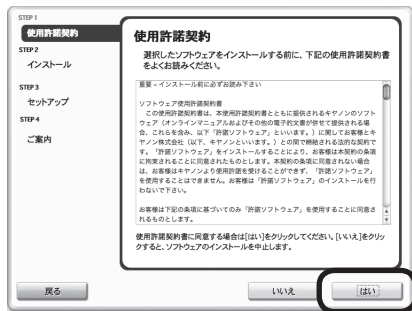 STEP 1
使用許諾契約
STEP 2
インストール
STEP 3
セットアップ
STEP 4
ご案内
使用許諾契約
選択したソフトウェアをインストールする前に、下記の使用許諾契約書
をよくお読みください。
重要 – インストール前に必ずお読み下さい
ソフトウェア使用許諾契約書
この使用許諾契約書は、本使用許諾契約書とともに提供されるキヤノンのソフト
ウェア（オンラインマニュアルおよびその他の電子的文書が併せて提供される場
合、これらを含み、以下「許諾ソフトウェア」といいます。）に関してお客様とキ
ヤノン株式会社（以下、キヤノンといいます。）との間で締結される法的な契約で
す。「許諾ソフトウェア」をインストールすることにより、お客様は本契約の条項
に拘束されることに同意されたものとします。本契約の条項に同意されない場合
は、お客様はキヤノンより使用許諾を受けることができず、「許諾ソフトウェア」
を使用することはできません。お客様は「許諾ソフトウェア」のインストールを行
わないで下さい。
お客様は下記の条項に基づいてのみ「許諾ソフトウェア」を使用することに同意さ
れるものとします。
使用許諾契約書に同意する場合は[はい]をクリックしてください。[いいえ]をクリッ
クすると、ソフトウェアのインストールを中止します。
戻る
いいえ
はい